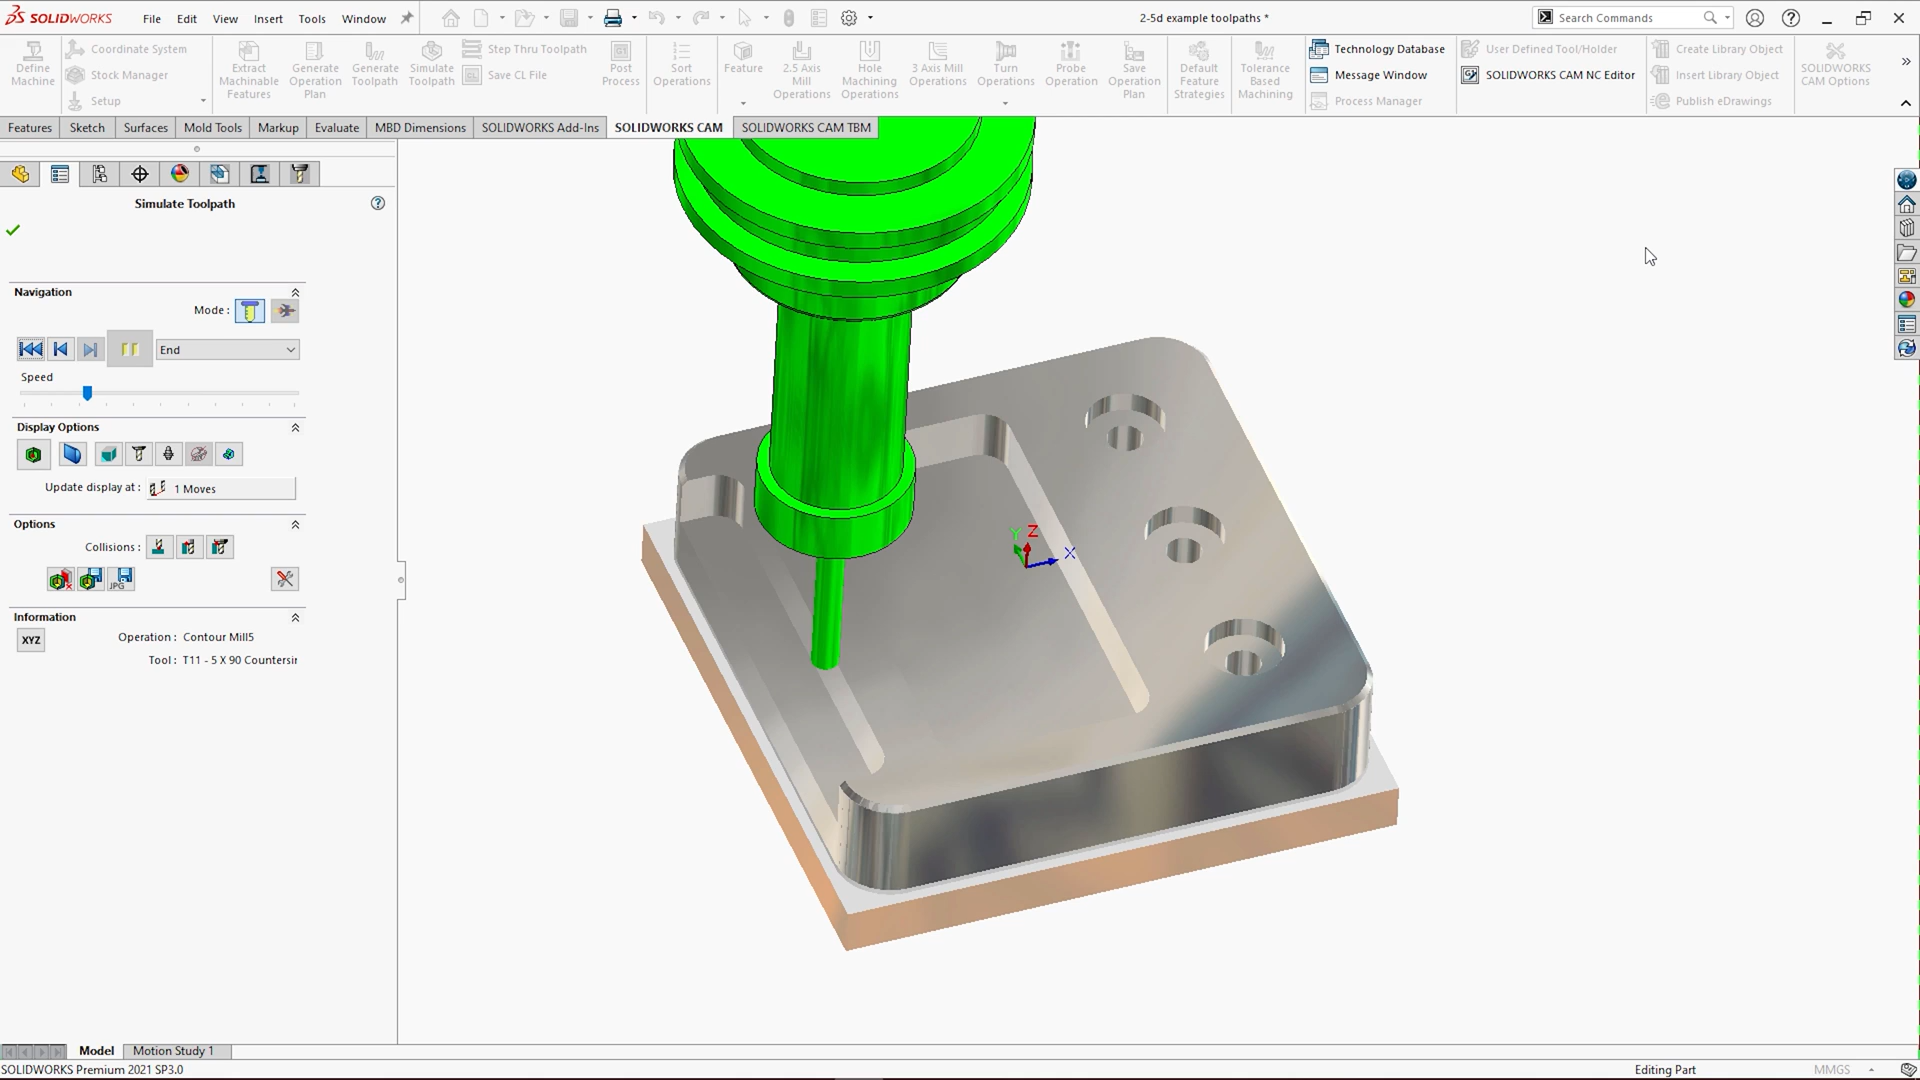 SOLIDWORKS File Edit View Insert Tools Window 2-5d example toolpaths * Search Commands
Define Machine
Coordinate System
Stock Manager
Setup
Extract Machinable Features
Generate Operation Plan
Generate Toolpath
Simulate Toolpath
Step Thru Toolpath
Save CL File
Post Process
Sort Operations
Feature
2.5 Axis Mill Operations
Hole Machining Operations
3 Axis Mill Operations
Turn Operations
Probe Operation
Save Operation Plan
Default Feature Strategies
Tolerance Based Machining
Technology Database
Message Window
Process Manager
User Defined Tool/Holder
SOLIDWORKS CAM NC Editor
Create Library Object
Insert Library Object
Publish eDrawings
SOLIDWORKS CAM Options
Features Sketch Surfaces Mold Tools Markup Evaluate MBD Dimensions SOLIDWORKS Add-Ins SOLIDWORKS CAM SOLIDWORKS CAM TBM
Simulate Toolpath
Navigation
Mode :
End
Speed
Display Options
Update display at : 1 Moves
Options
Collisions :
JPG
Information
XYZ
Operation : Contour Mill5
Tool : T11 - 5 X 90 Countersin
Y Z X
Model Motion Study 1
SOLIDWORKS Premium 2021 SP3.0 Editing Part MMGS